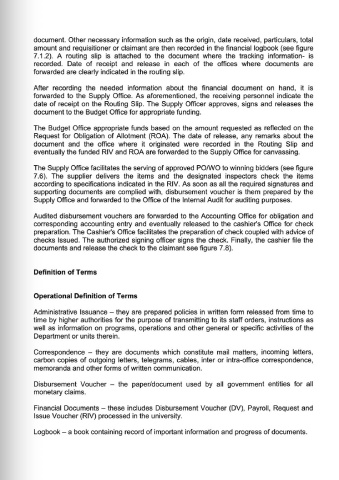 document. Other necessary information such as the origin, date received, particulars, total
amount and requisitioner or claimant are then recorded in the financial logbook (see figure
7.1.2). A routing slip is attached to the document where the tracking information- is
recorded. Date of receipt and release in each of the offices where documents are
forwarded are clearly indicated in the routing slip.
After recording the needed information about the financial document on hand, it is
forwarded to the Supply Office. As aforementioned, the receiving personnel indicate the
date of receipt on the Routing Slip. The Supply Officer approves, signs and releases the
document to the Budget Office for appropriate funding.
The Budget Office appropriate funds based on the amount requested as reflected on the
Request for Obligation of Allotment (ROA). The date of release, any remarks about the
document and the office where it originated were recorded in the Routing Slip and
eventually the funded RIV and ROA are forwarded to the Supply Office for canvassing.
The Supply Office facilitates the serving of approved PO/WO to winning bidders (see figure
7.6). The supplier delivers the items and the designated inspectors check the items
according to specifications indicated in the RIV. As soon as all the required signatures and
supporting documents are complied with, disbursement voucher is them prepared by the
Supply Office and forwarded to the Office of the Internal Audit for auditing purposes.
Audited disbursement vouchers are forwarded to the Accounting Office for obligation and
corresponding accounting entry and eventually released to the cashier's Office for check
preparation. The Cashier's Office facilitates the preparation of check coupled with advice of
checks Issued. The authorized signing officer signs the check. Finally, the cashier file the
documents and release the check to the claimant see figure 7.8).
Definition of Terms
Operational Definition of Terms
Administrative Issuance – they are prepared policies in written form released from time to
time by higher authorities for the purpose of transmitting to its staff orders, instructions as
well as information on programs, operations and other general or specific activities of the
Department or units therein.
Correspondence – they are documents which constitute mail matters, incoming letters,
carbon copies of outgoing letters, telegrams, cables, inter or intra-office correspondence,
memoranda and other forms of written communication.
Disbursement Voucher – the paper/document used by all government entities for all
monetary claims.
Financial Documents – these includes Disbursement Voucher (DV), Payroll, Request and
Issue Voucher (RIV) processed in the university.
Logbook – a book containing record of important information and progress of documents.